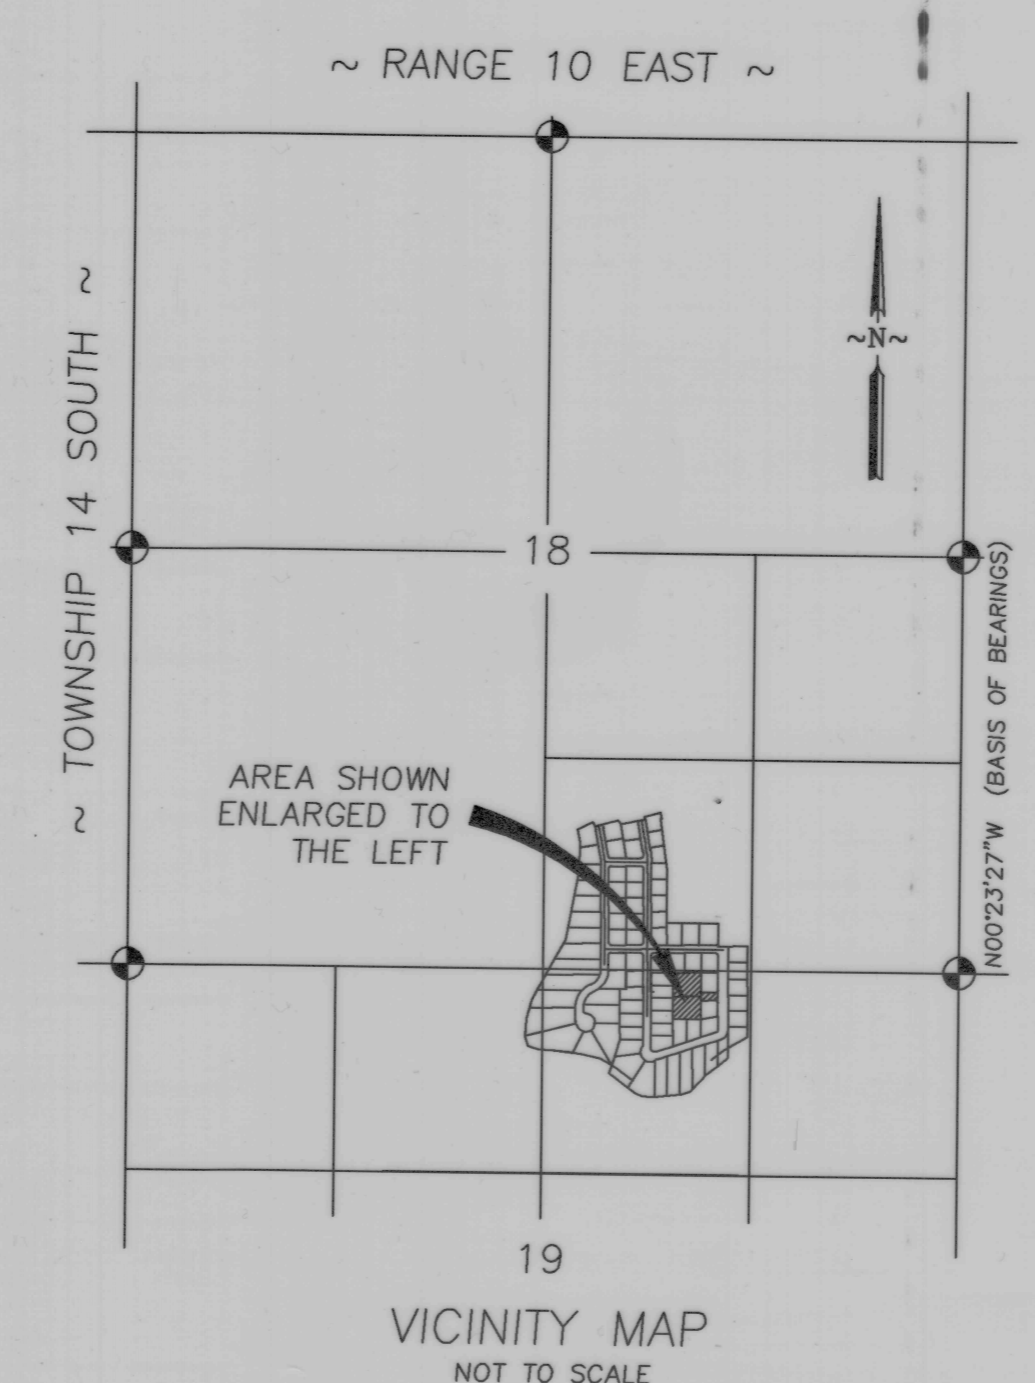 ~ RANGE 10 EAST ~
~ TOWNSHIP 14 SOUTH ~
~N~
18
N00°23'27"W (BASIS OF BEARINGS)
AREA SHOWN
ENLARGED TO
THE LEFT
19
VICINITY MAP
NOT TO SCALE